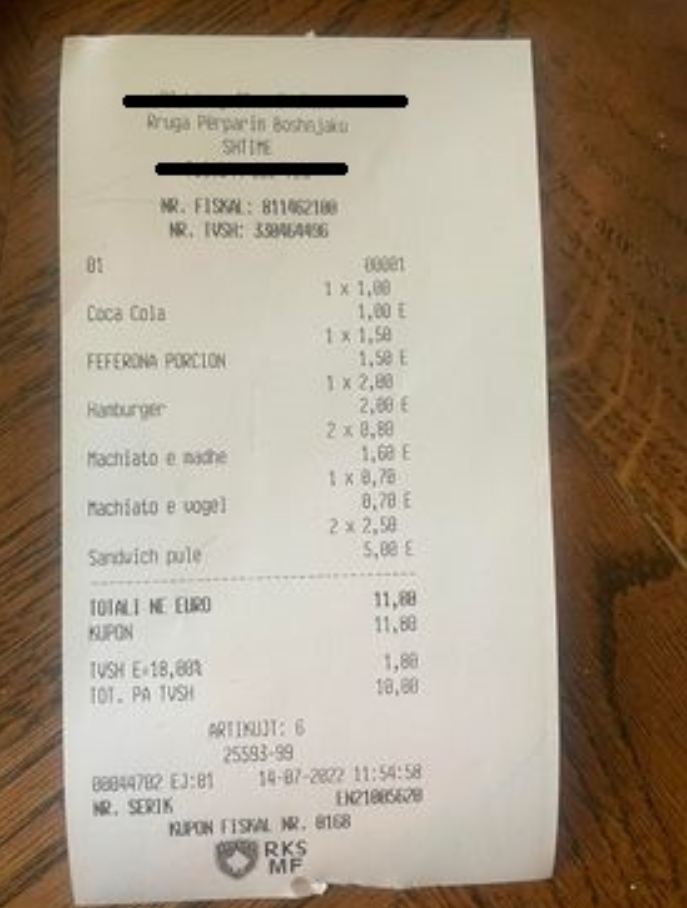 Rruga Përparim Boshnjaku
SHTIME
NR. FISKAL: 811462100
NR. TVSH: 330464496
01 00001
1 x 1,00
Coca Cola 1,00 E
1 x 1,50
FEFERONA PORCION 1,50 E
1 x 2,00
Hamburger 2,00 E
2 x 0,80
Machiato e madhe 1,60 E
1 x 0,70
Machiato e vogel 0,70 E
2 x 2,50
Sandwich pule 5,00 E
TOTALI NE EURO 11,80
KUPON 11,80
TVSH E=18,00% 1,80
TOT. PA TVSH 10,00
ARTIKUJT: 6
25593-99
00044702 EJ:01 14-07-2022 11:54:58
NR. SERIK EN21005620
KUPON FISKAL NR. 0168
RKS
MF